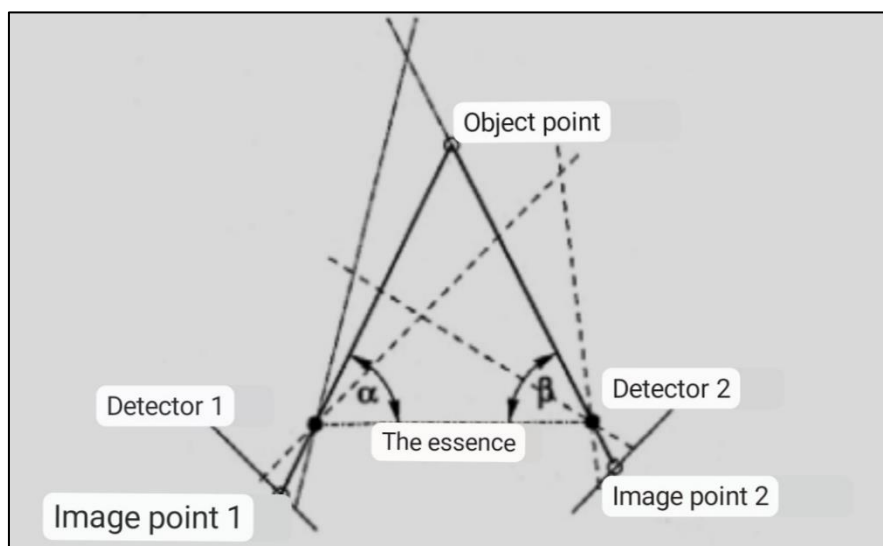 Object point
α
β
Detector 1
Detector 2
The essence
Image point 1
Image point 2